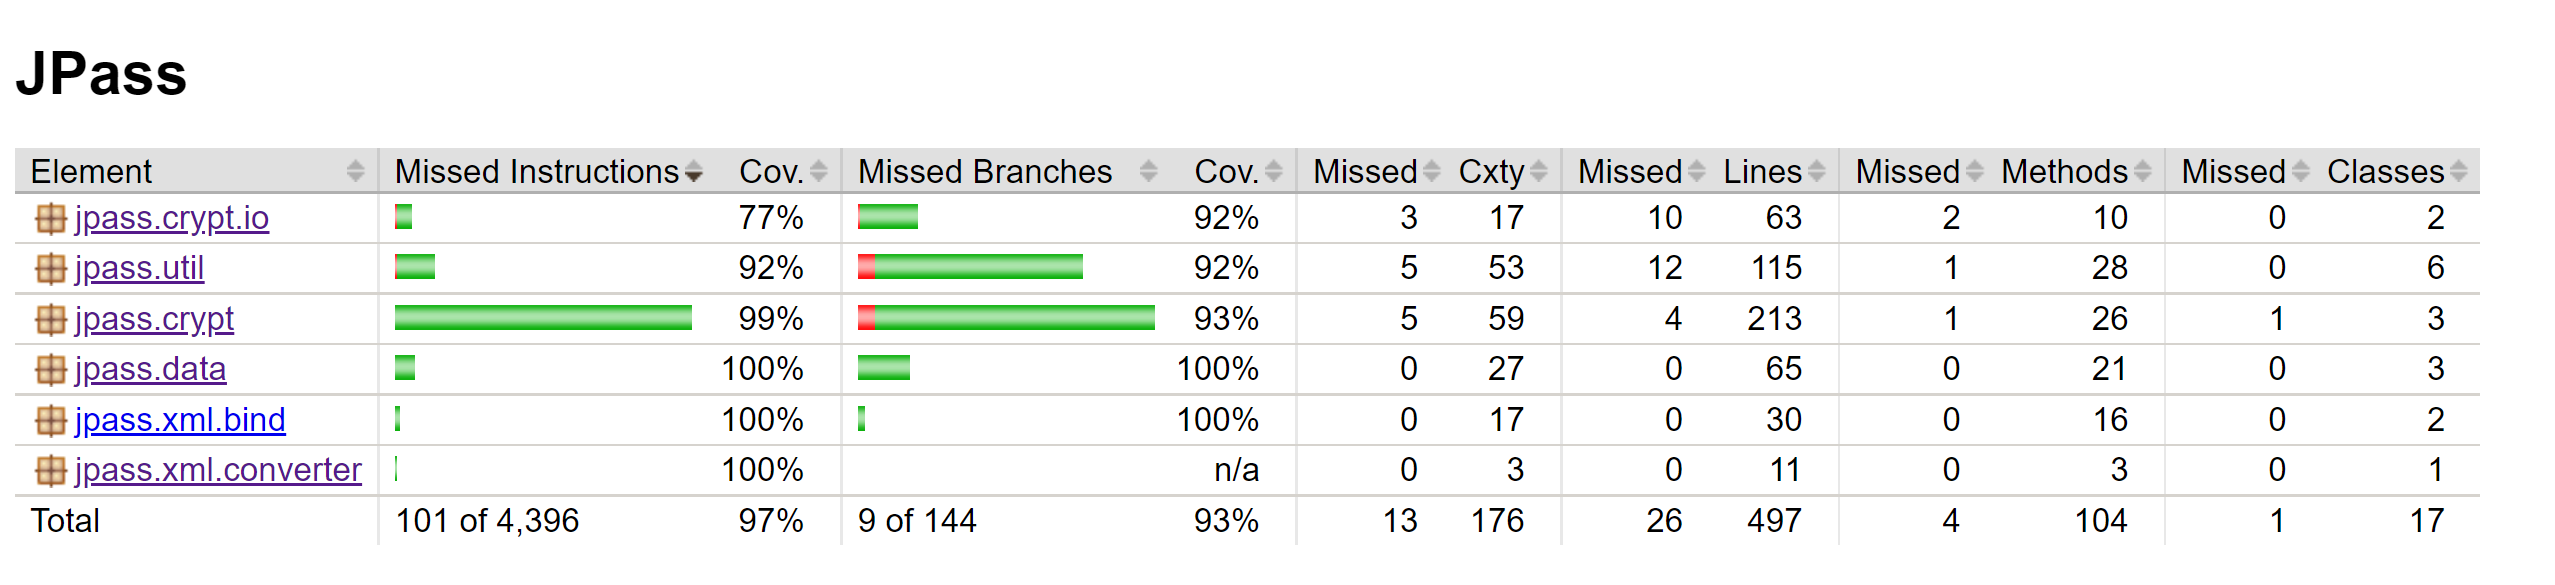 JPass
Element Missed Instructions Cov. Missed Branches Cov. Missed Cxty Missed Lines Missed Methods Missed Classes
jpass.crypt.io 77% 92% 3 17 10 63 2 10 0 2
jpass.util 92% 92% 5 53 12 115 1 28 0 6
jpass.crypt 99% 93% 5 59 4 213 1 26 1 3
jpass.data 100% 100% 0 27 0 65 0 21 0 3
jpass.xml.bind 100% 100% 0 17 0 30 0 16 0 2
jpass.xml.converter 100% n/a 0 3 0 11 0 3 0 1
Total 101 of 4,396 97% 9 of 144 93% 13 176 26 497 4 104 1 17